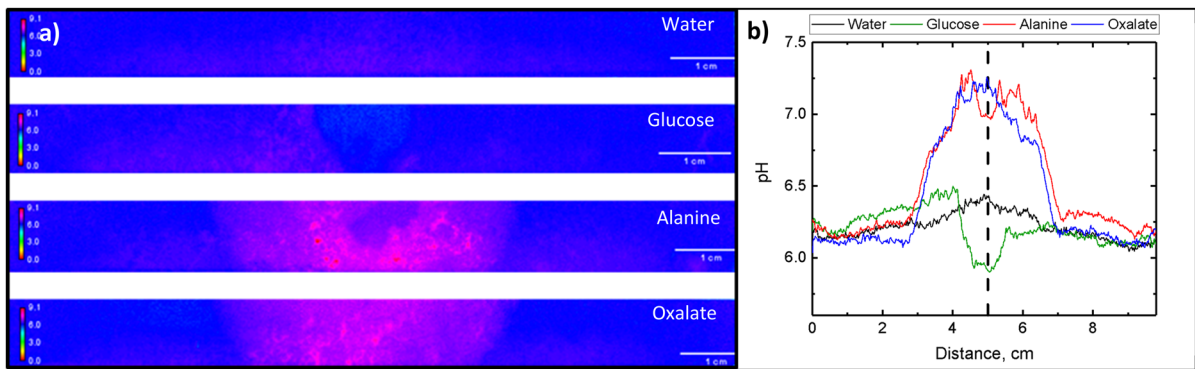 a)
9.1
6.0
3.0
0.0
Water
1 cm
9.1
6.0
3.0
0.0
Glucose
1 cm
9.1
6.0
3.0
0.0
Alanine
1 cm
9.1
6.0
3.0
0.0
Oxalate
1 cm
b)
Water Glucose Alanine Oxalate
7.5
7.0
6.5
6.0
pH
0 2 4 6 8
Distance, cm